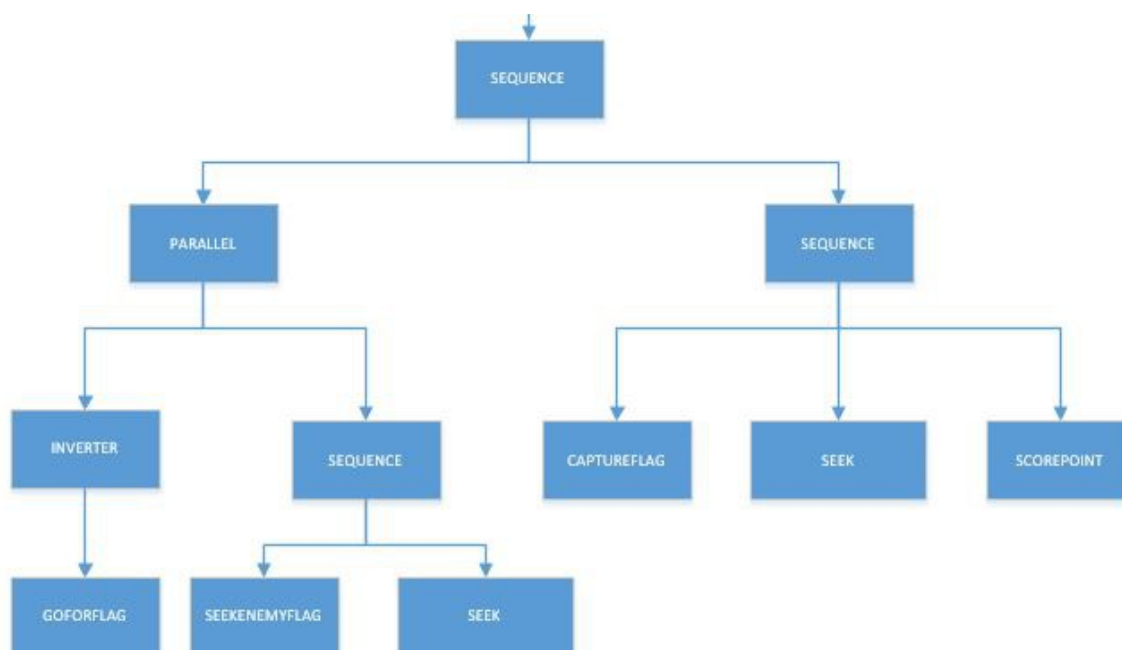 SEQUENCE
PARALLEL
SEQUENCE
INVERTER
SEQUENCE
CAPTUREFLAG
SEEK
SCOREPOINT
GOFORFLAG
SEEKENEMYFLAG
SEEK